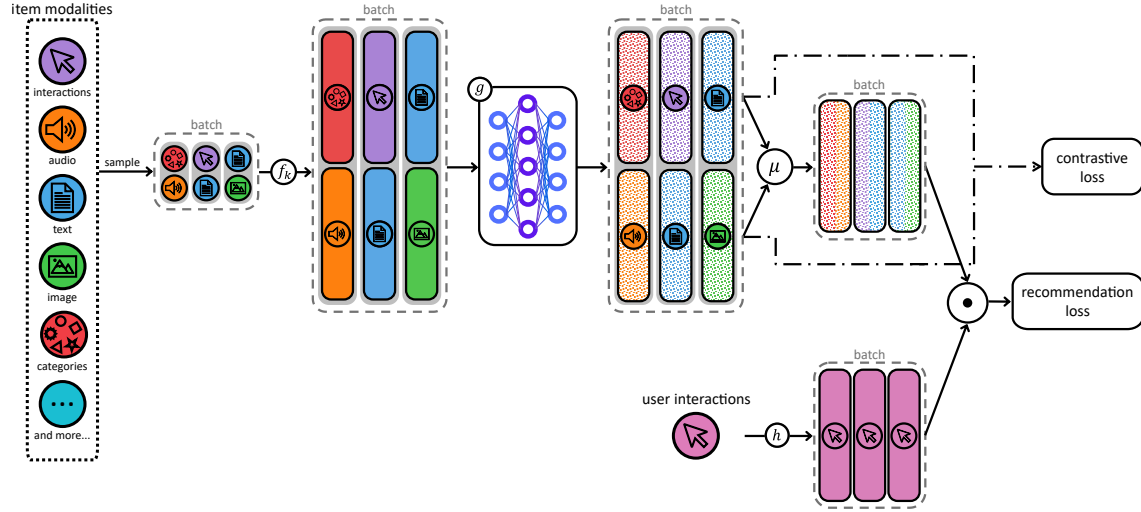 item modalities
interactions
audio
text
image
categories
and more...
sample
batch
f_k
batch
g
batch
μ
batch
contrastive
loss
recommendation
loss
user interactions
h
batch